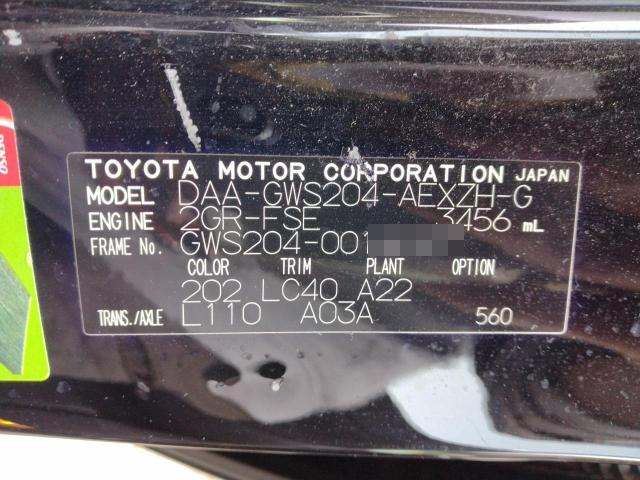 DENSO
TOYOTA MOTOR CORPORATION JAPAN
MODEL DAA-GWS204-AEXZH-G
ENGINE 2GR-FSE 3456 mL
FRAME No. GWS204-001
COLOR TRIM PLANT OPTION
202 LC40 A22
TRANS./AXLE L110 A03A 560